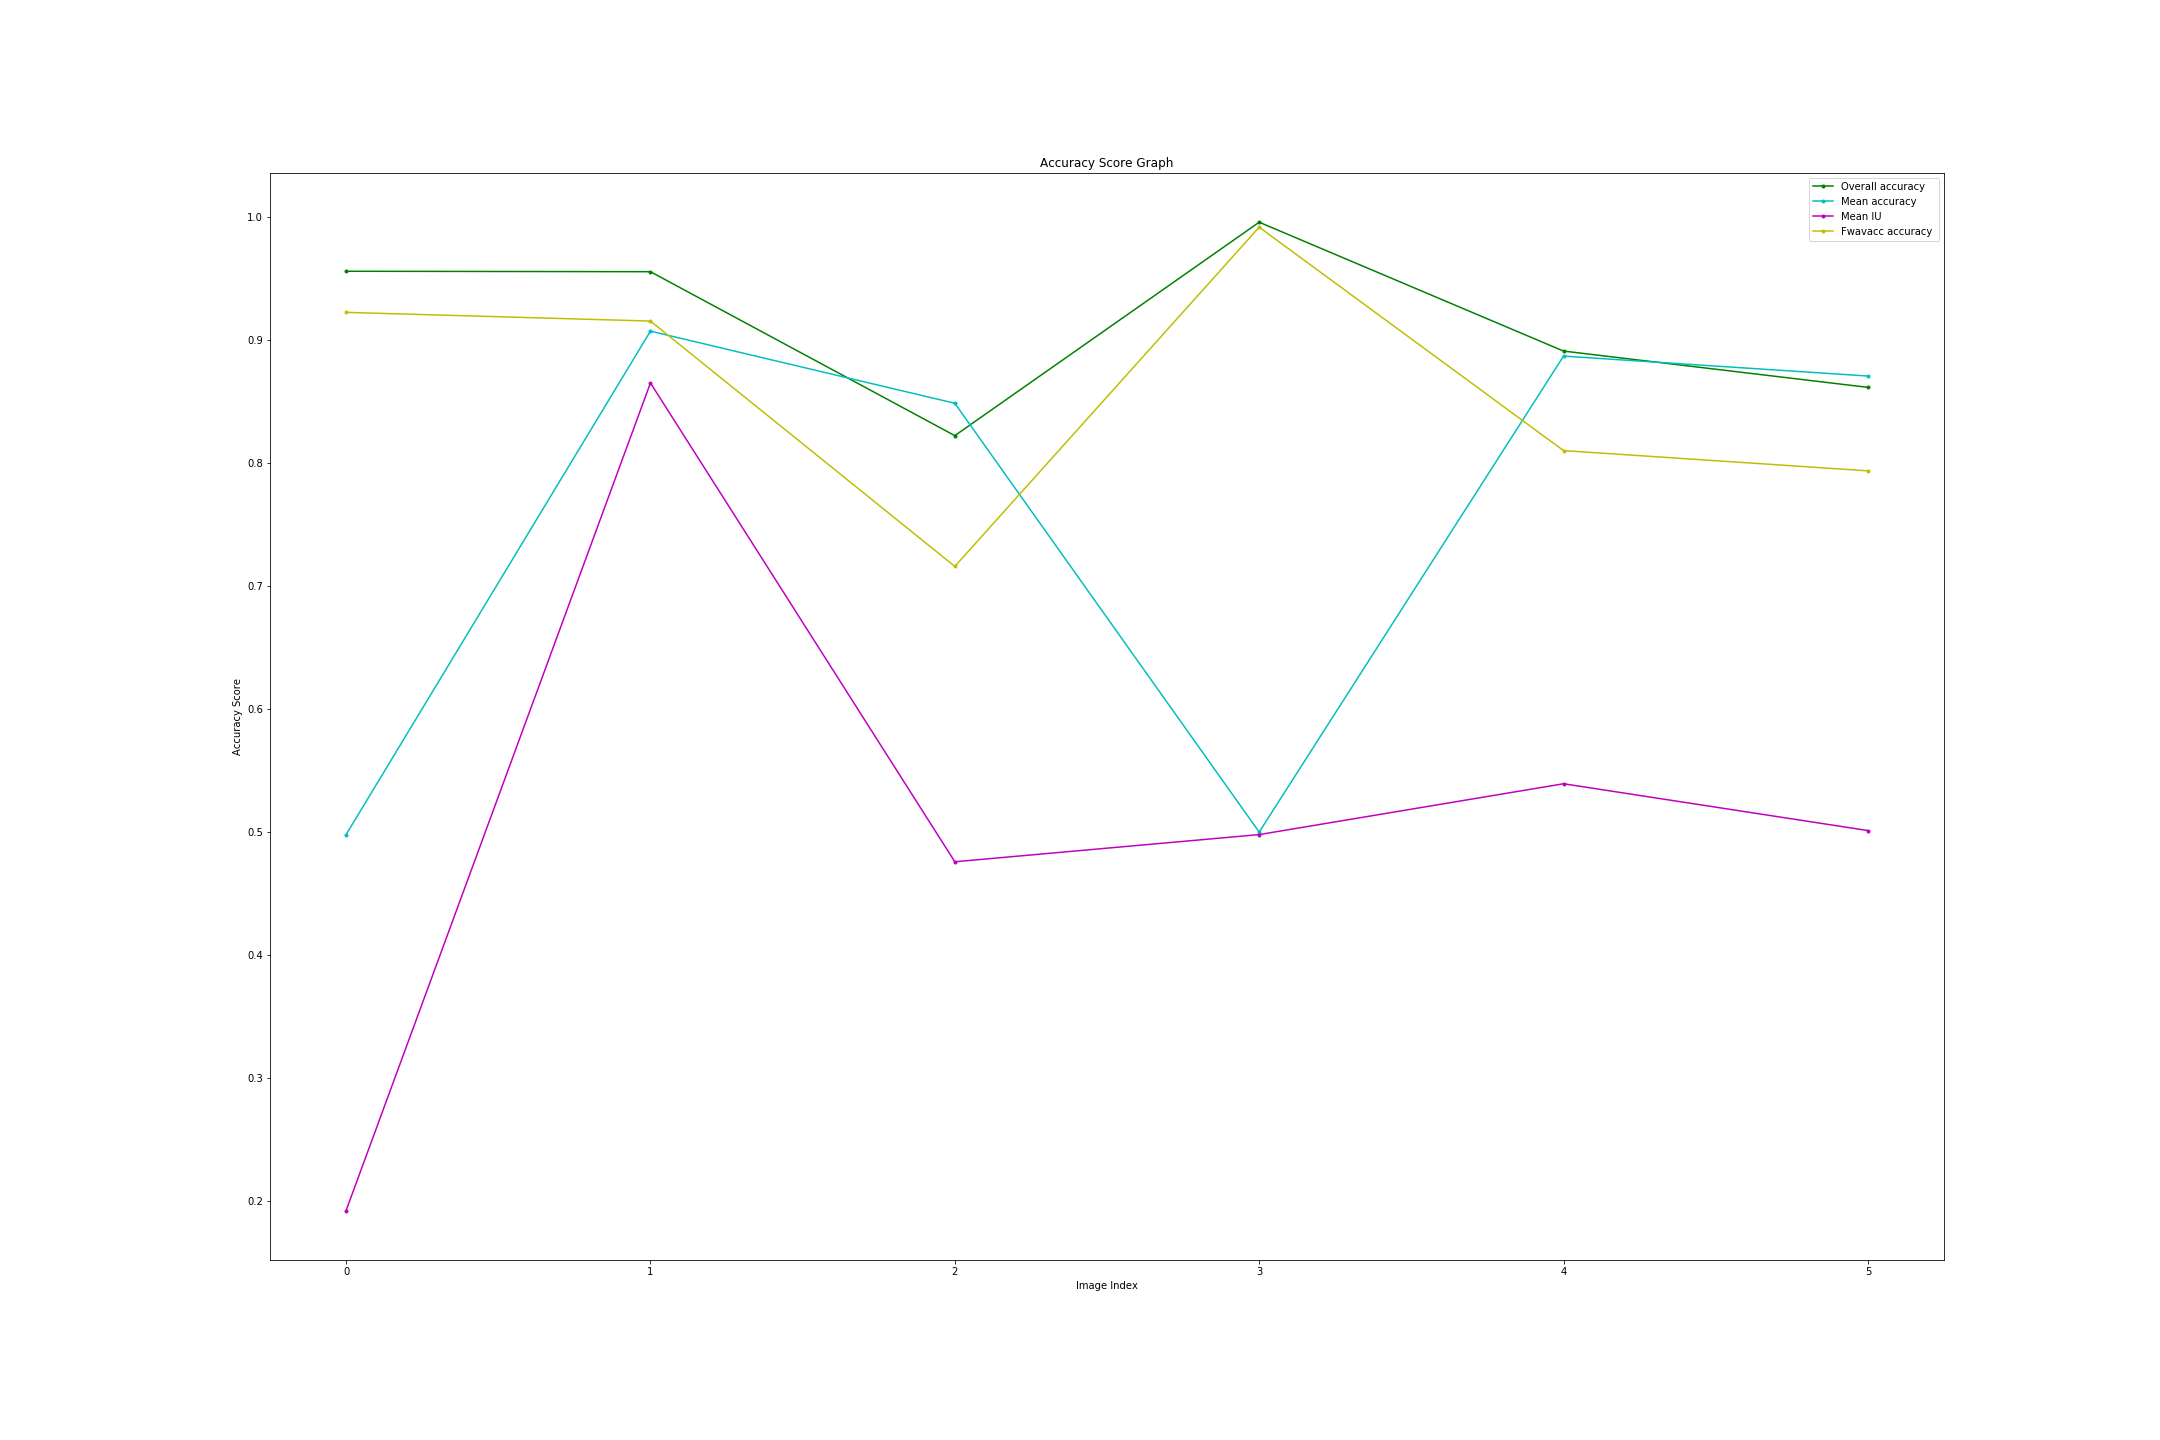 Accuracy Score Graph
Overall accuracy
Mean accuracy
Mean IU
Fwavacc accuracy
1.0
0.9
0.8
0.7
0.6
0.5
0.4
0.3
0.2
Accuracy Score
0 1 2 3 4 5
Image Index